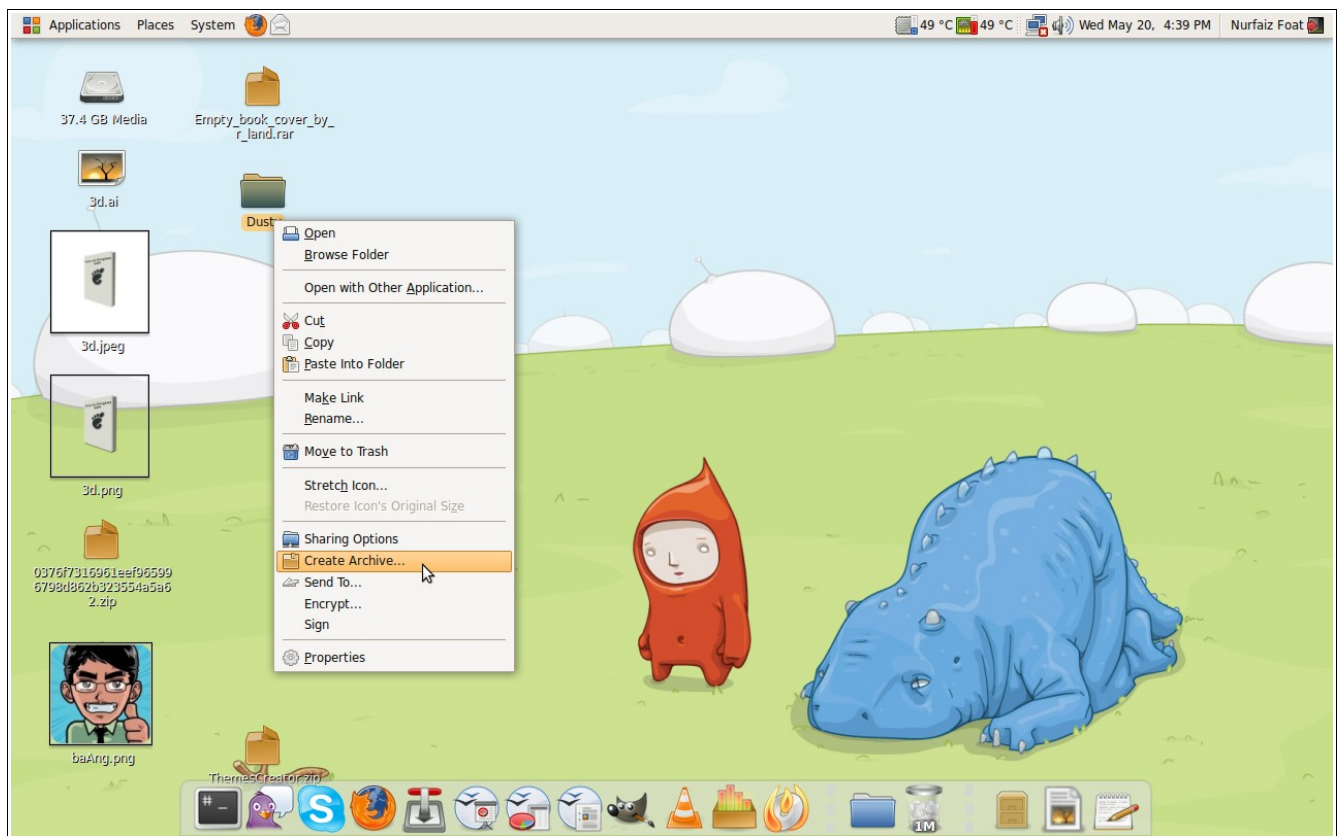 Applications Places System 49 °C 49 °C Wed May 20, 4:39 PM Nurfaiz Foat
37.4 GB Media
Empty_book_cover_by_
r_land.rar
3d.ai
Dusty
3d.jpeg
3d.png
0376f7316961eef96599
6798d862b323554a5a6
2.zip
baAng.png
ThemesCreator.zip
Open
Browse Folder
Open with Other Application...
Cut
Copy
Paste Into Folder
Make Link
Rename...
Move to Trash
Stretch Icon...
Restore Icon's Original Size
Sharing Options
Create Archive...
Send To...
Encrypt...
Sign
Properties
# _
1M